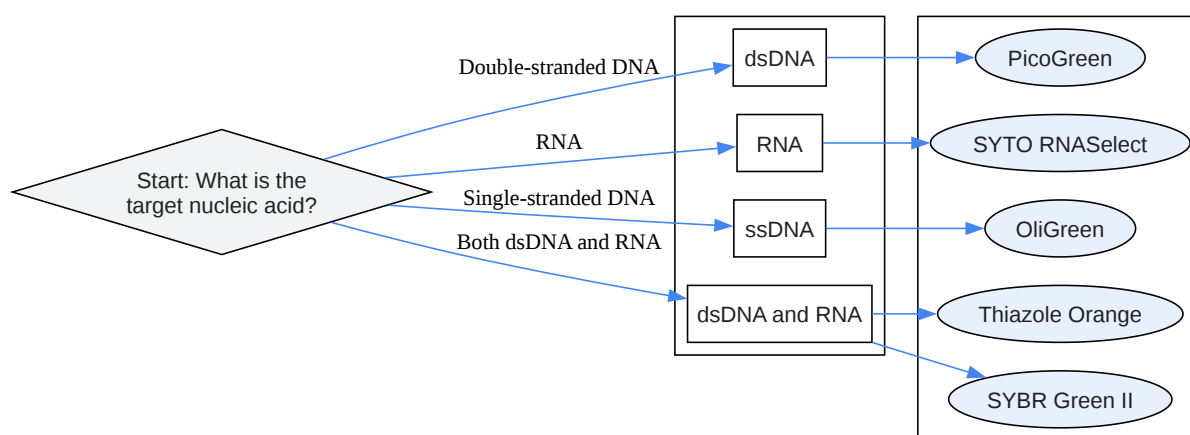 Double-stranded DNA
dsDNA
PicoGreen
RNA
RNA
SYTO RNASelect
Start: What is the
target nucleic acid?
Single-stranded DNA
ssDNA
OliGreen
Both dsDNA and RNA
dsDNA and RNA
Thiazole Orange
SYBR Green II